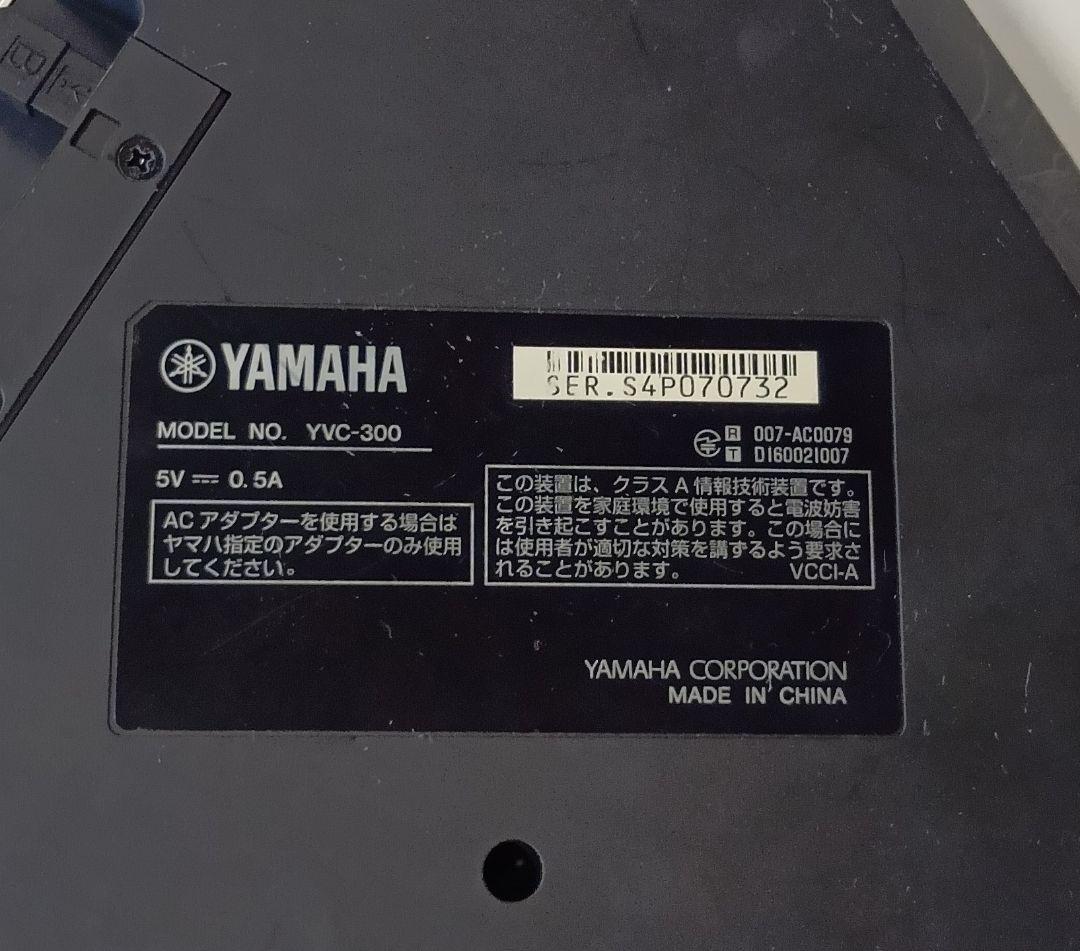 YAMAHA
SER.S4P070732
MODEL NO. YVC-300
R 007-AC0079
T D160021007
5V ⎓ 0.5A
ACアダプターを使用する場合は
ヤマハ指定のアダプターのみ使用
してください。
この装置は、クラスA情報技術装置です。
この装置を家庭環境で使用すると電波妨害
を引き起こすことがあります。この場合に
は使用者が適切な対策を講ずるよう要求さ
れることがあります。 VCCI-A
YAMAHA CORPORATION
MADE IN CHINA